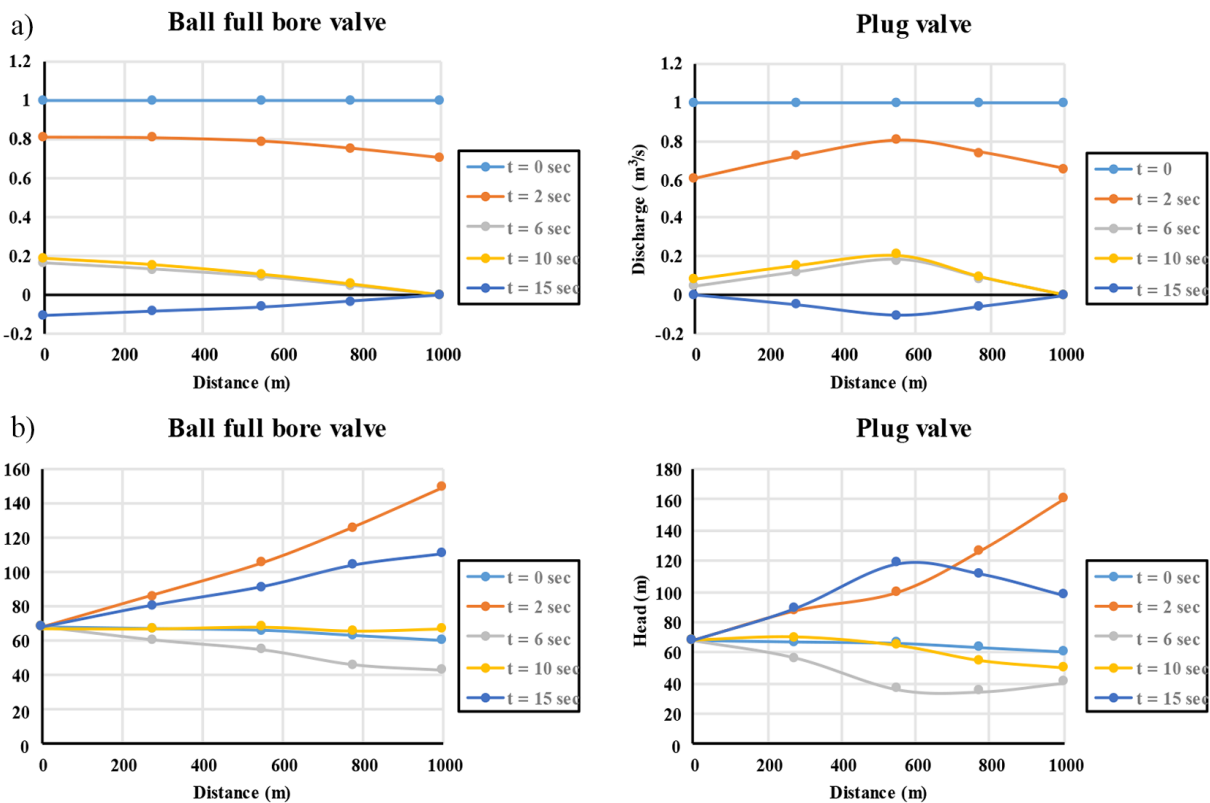 a)
Ball full bore valve
1.2
1
0.8
0.6
0.4
0.2
0
-0.2
0 200 400 600 800 1000
Distance (m)
t = 0 sec
t = 2 sec
t = 6 sec
t = 10 sec
t = 15 sec
Plug valve
Discharge ( m³/s)
1.2
1
0.8
0.6
0.4
0.2
0
-0.2
0 200 400 600 800 1000
Distance (m)
t = 0
t = 2 sec
t = 6 sec
t = 10 sec
t = 15 sec
b)
Ball full bore valve
160
140
120
100
80
60
40
20
0
0 200 400 600 800 1000
Distance (m)
t = 0 sec
t = 2 sec
t = 6 sec
t = 10 sec
t = 15 sec
Plug valve
Head (m)
180
160
140
120
100
80
60
40
20
0
0 200 400 600 800 1000
Distance (m)
t = 0 sec
t = 2 sec
t = 6 sec
t = 10 sec
t = 15 sec